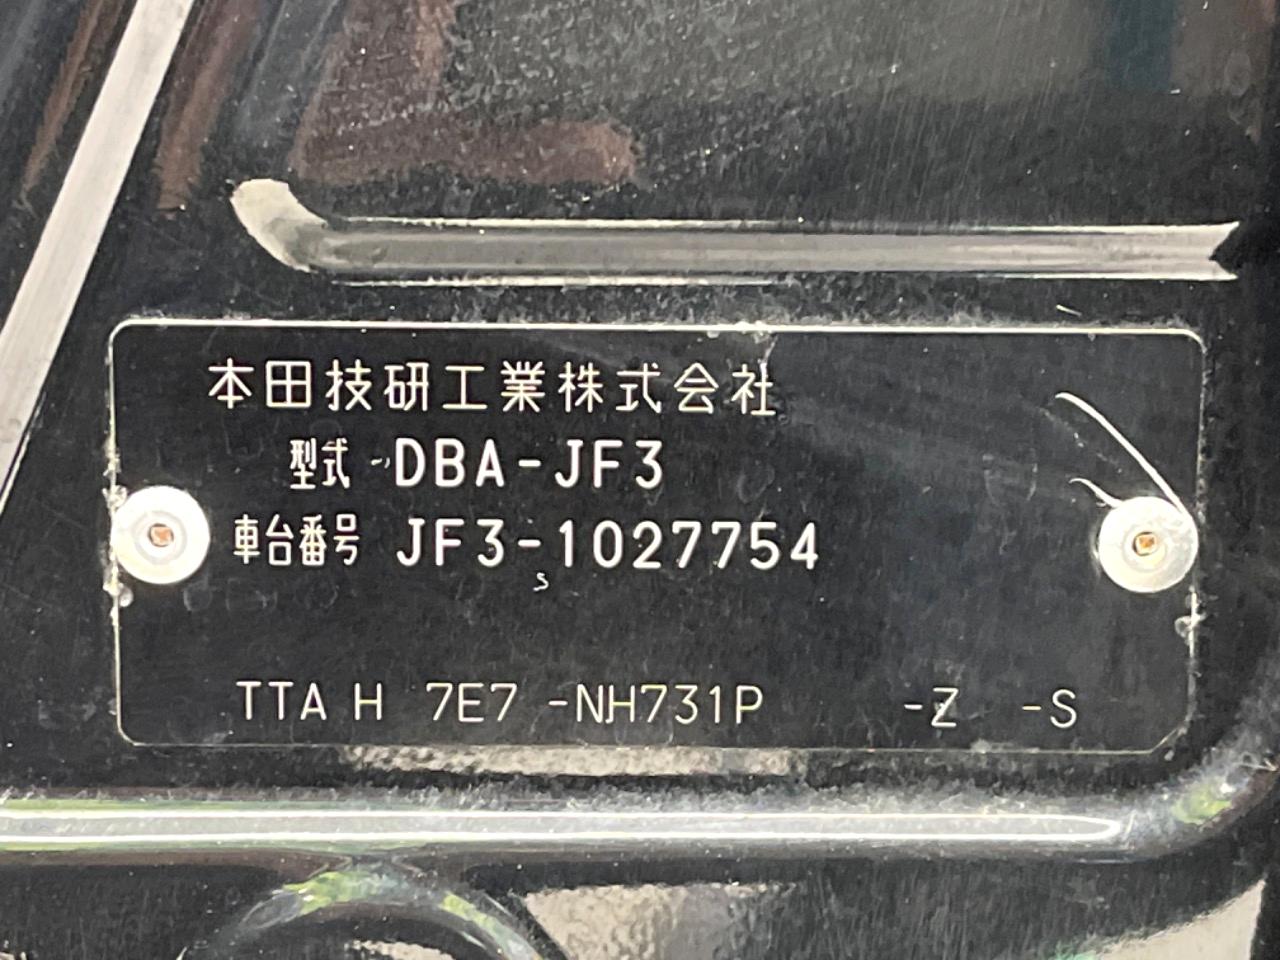 本田技研工業株式会社
型式 DBA-JF3
車台番号 JF3-1027754
TTA H 7E7 -NH731P -Z -S